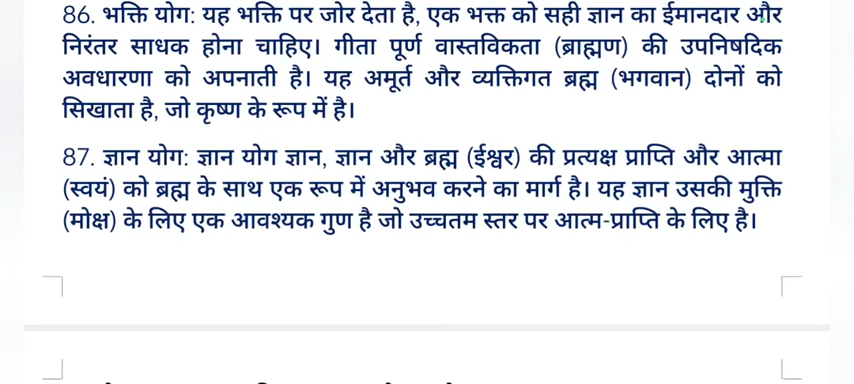 86. भक्ति योग: यह भक्ति पर जोर देता है, एक भक्त को सही ज्ञान का ईमानदार और
निरंतर साधक होना चाहिए। गीता पूर्ण वास्तविकता (ब्राह्मण) की उपनिषदिक
अवधारणा को अपनाती है। यह अमूर्त और व्यक्तिगत ब्रह्म (भगवान) दोनों को
सिखाता है, जो कृष्ण के रूप में है।
87. ज्ञान योग: ज्ञान योग ज्ञान, ज्ञान और ब्रह्म (ईश्वर) की प्रत्यक्ष प्राप्ति और आत्मा
(स्वयं) को ब्रह्म के साथ एक रूप में अनुभव करने का मार्ग है। यह ज्ञान उसकी मुक्ति
(मोक्ष) के लिए एक आवश्यक गुण है जो उच्चतम स्तर पर आत्म-प्राप्ति के लिए है।